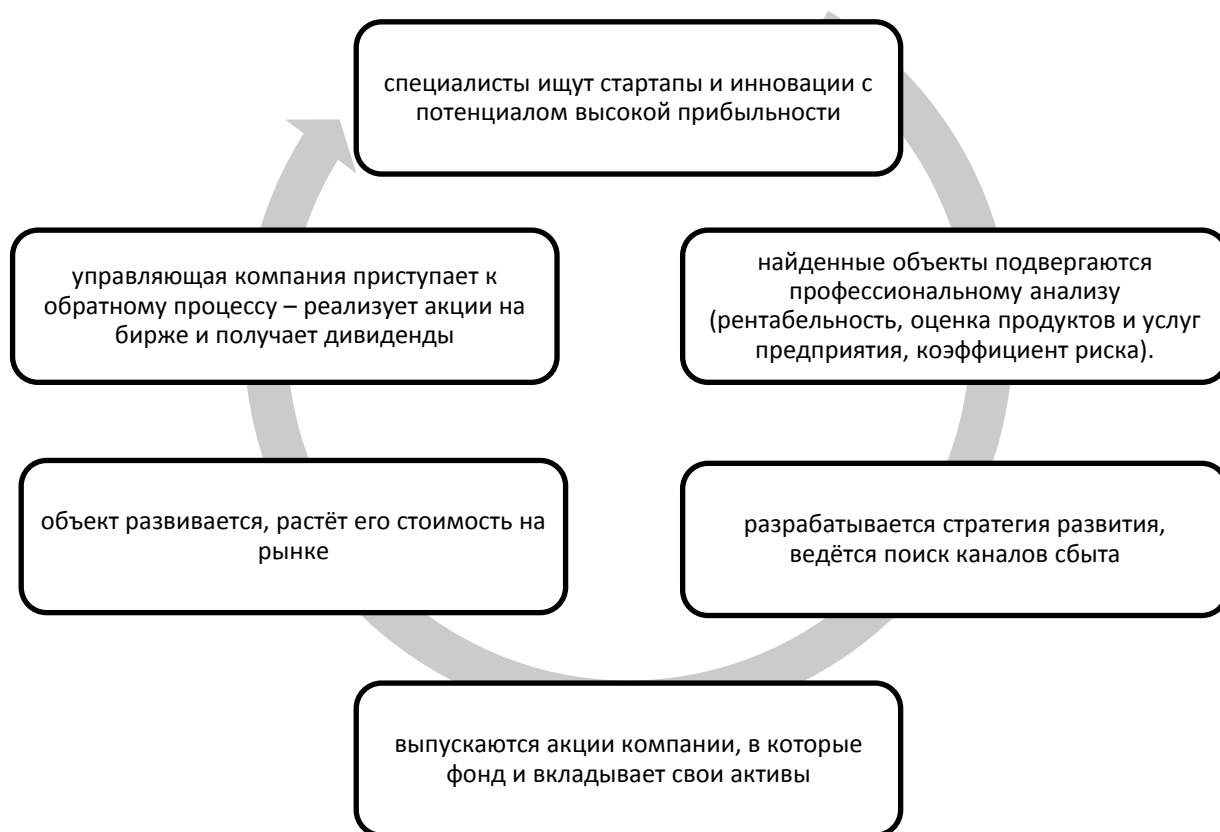 специалисты ищут стартапы и инновации с
потенциалом высокой прибыльности
найденные объекты подвергаются
профессиональному анализу
(рентабельность, оценка продуктов и услуг
предприятия, коэффициент риска).
разрабатывается стратегия развития,
ведётся поиск каналов сбыта
выпускаются акции компании, в которые
фонд и вкладывает свои активы
объект развивается, растёт его стоимость на
рынке
управляющая компания приступает к
обратному процессу – реализует акции на
бирже и получает дивиденды